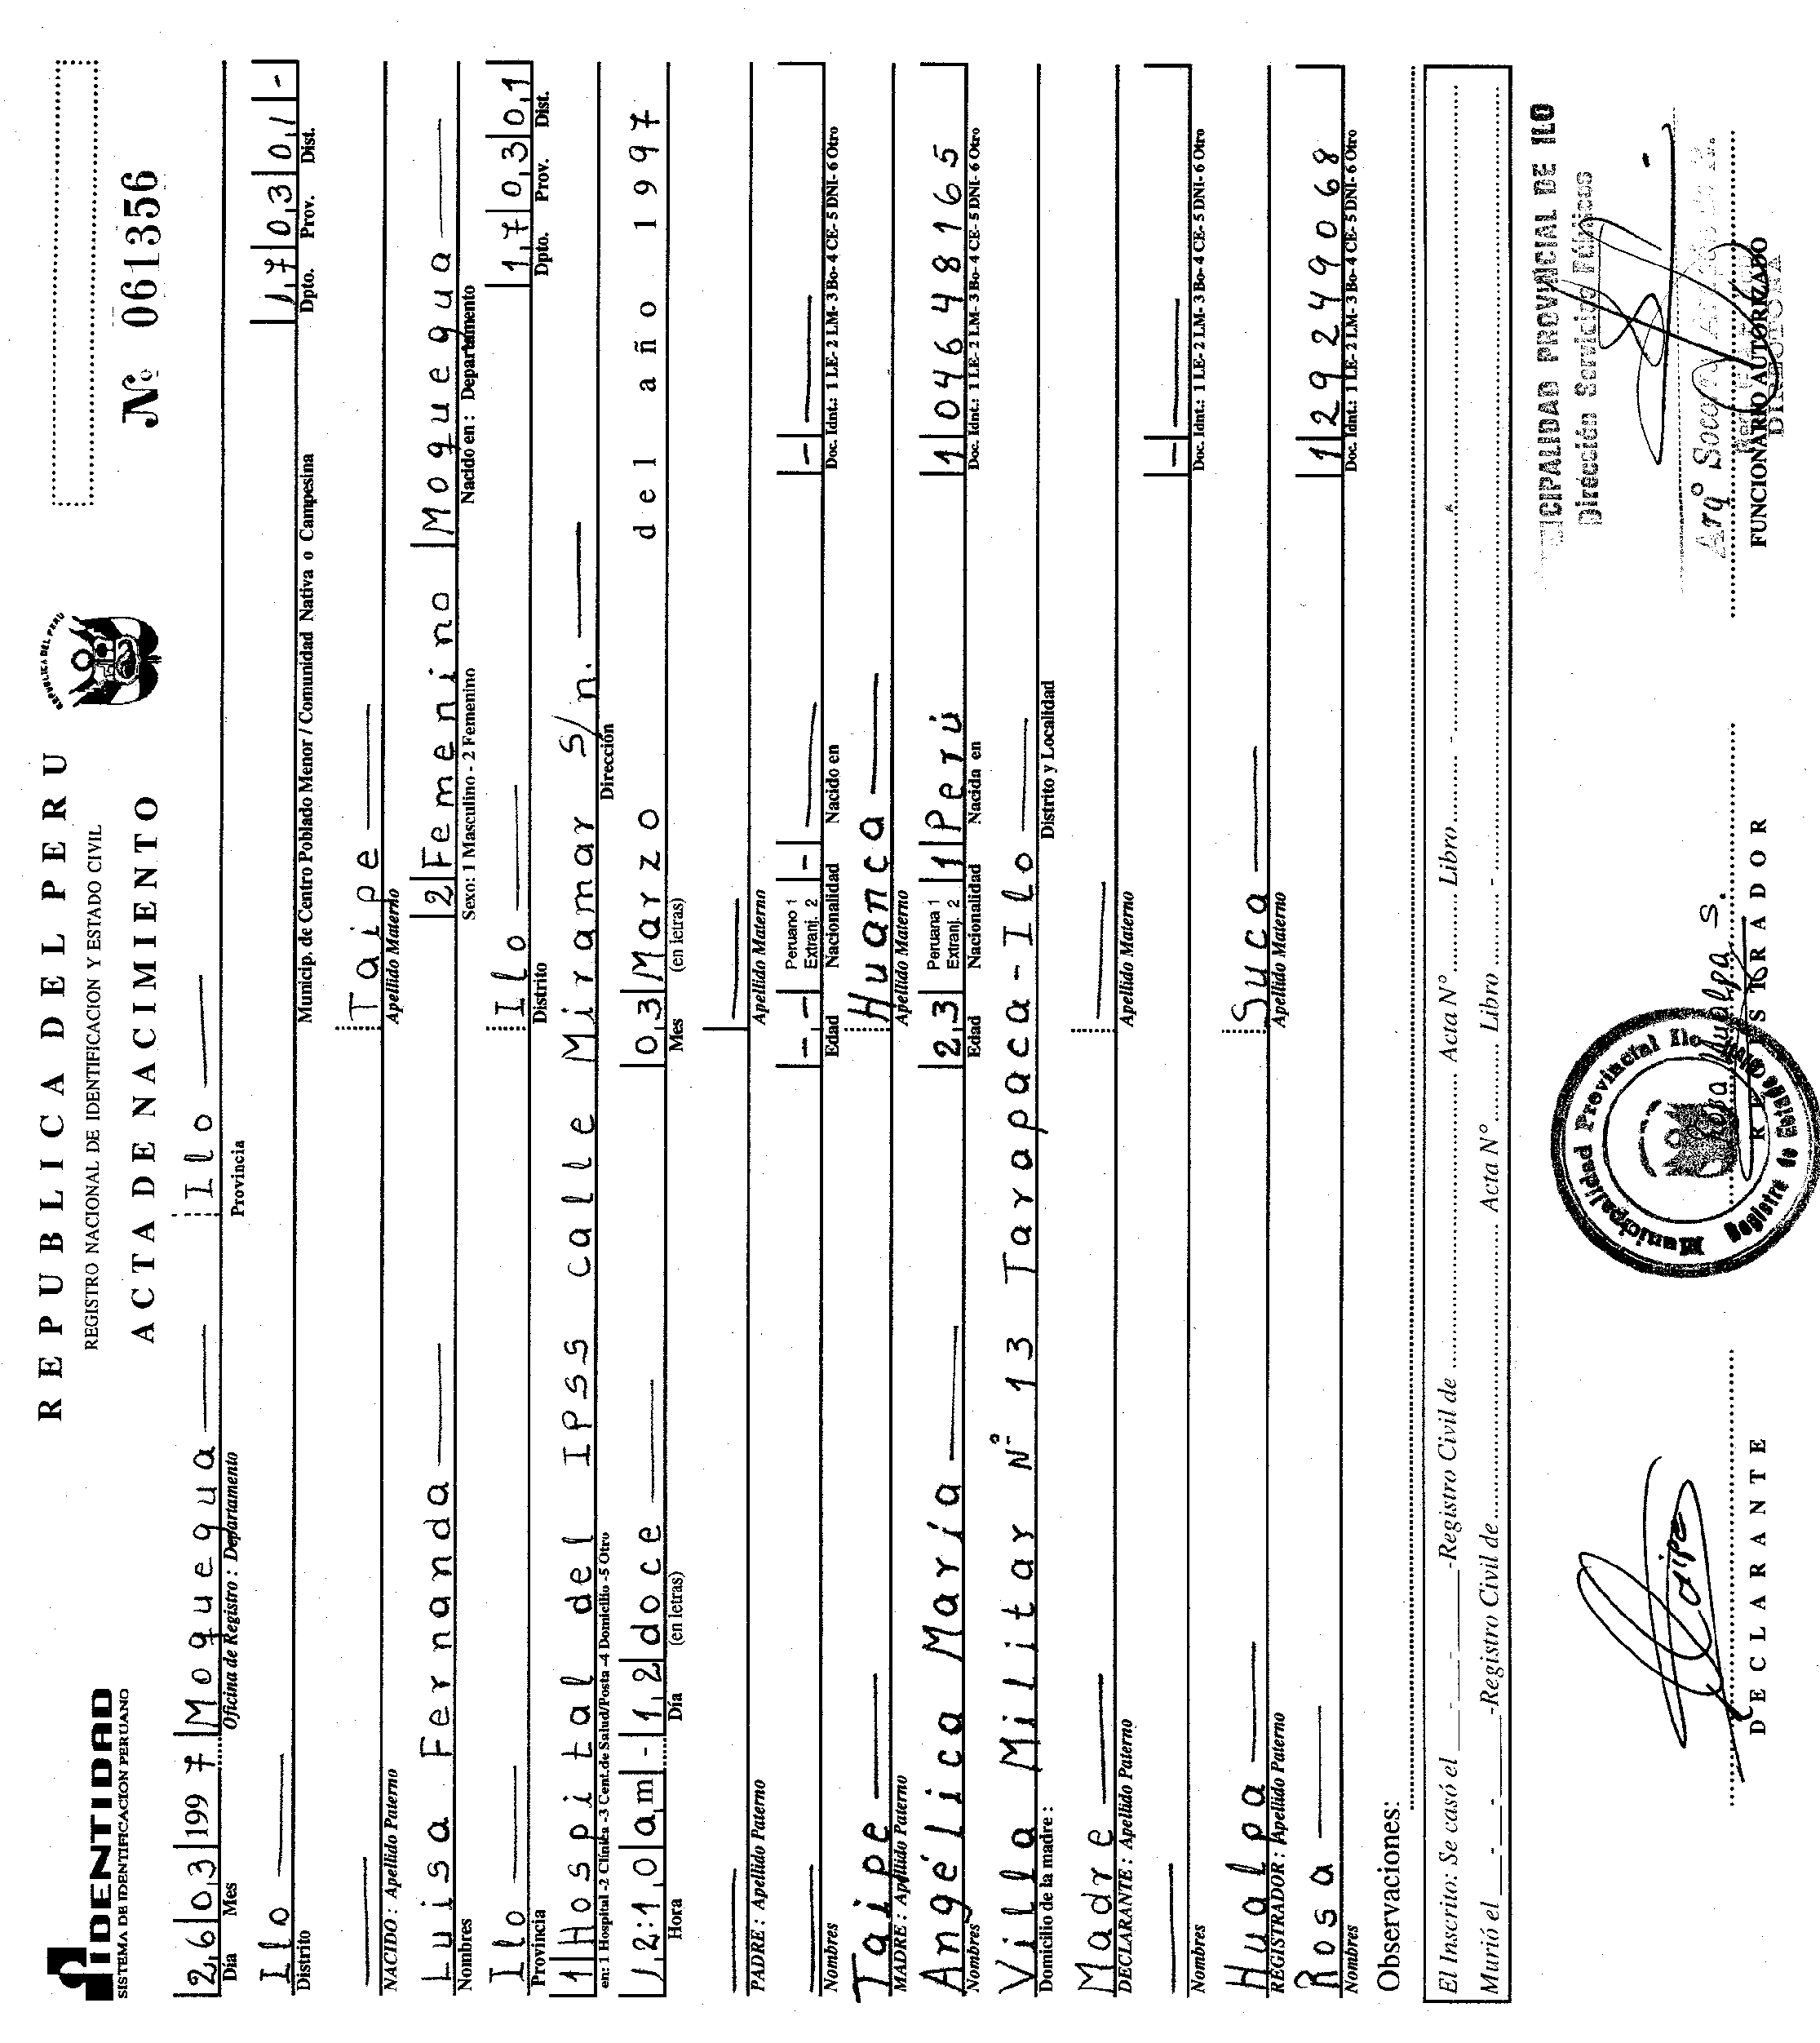 IDENTIDAD
SISTEMA DE IDENTIFICACION PERUANO
REPUBLICA DEL PERU
REGISTRO NACIONAL DE IDENTIFICACION Y ESTADO CIVIL
ACTA DE NACIMIENTO
REPUBLICA DEL PERU
Nº 061356
26 03 1997 Moquegua Ilo
Día Mes Oficina de Registro : Departamento Provincia
Ilo 17 03 01 -
Distrito Municip. de Centro Poblado Menor / Comunidad Nativa o Campesina Dpto. Prov. Dist.
Taipe
NACIDO : Apellido Paterno Apellido Materno
Luisa Fernanda 2 Femenino Moquegua
Nombres Sexo: 1 Masculino - 2 Femenino Nacido en : Departamento
Ilo Ilo 17 03 01
Provincia Distrito Dpto. Prov. Dist.
1 Hospital del IPSS calle Miramar S/n.
en: 1 Hospital -2 Clínica -3 Cent.de Salud/Posta -4 Domicilio -5 Otro Dirección
12:10 am - 12 doce 03 Marzo del año 1997
Hora Día (en letras) Mes (en letras)
PADRE : Apellido Paterno Apellido Materno
- - Peruano 1 Extranj. 2 - -
Nombres Edad Nacionalidad Nacido en Doc. Idnt.: 1 LE- 2 LM- 3 Bo- 4 CE- 5 DNI- 6 Otro
Taipe Huanca
MADRE : Apellido Paterno Apellido Materno
Angélica María 23 Peruana 1 Extranj. 2 1 Perú 1 04648165
Nombres Edad Nacionalidad Nacida en Doc. Idnt.: 1 LE- 2 LM- 3 Bo- 4 CE- 5 DNI- 6 Otro
Villa Militar Nº 13 Tarapaca-Ilo
Domicilio de la madre : Distrito y Localidad
Madre
DECLARANTE : Apellido Paterno Apellido Materno
-
Nombres Doc. Idnt.: 1 LE- 2 LM- 3 Bo- 4 CE- 5 DNI- 6 Otro
Hualpa Suca
REGISTRADOR : Apellido Paterno Apellido Materno
Rosa 1 29249068
Nombres Doc. Idnt.: 1 LE- 2 LM- 3 Bo- 4 CE- 5 DNI- 6 Otro
Observaciones:
El Inscrito: Se casó el - - -Registro Civil de Acta N° Libro -
Murió el - - -Registro Civil de Acta N° Libro -
CIPALIDAD PROVINCIAL DE ILO
Dirección Servicios Públicos
Taipe
Municipalidad Provincial Ilo
Registro de Estado
Rosa Hualpa S.
Arqº Socorro
DECLARANTE REGISTRADOR FUNCIONARIO AUTORIZADO
DIRECTORA